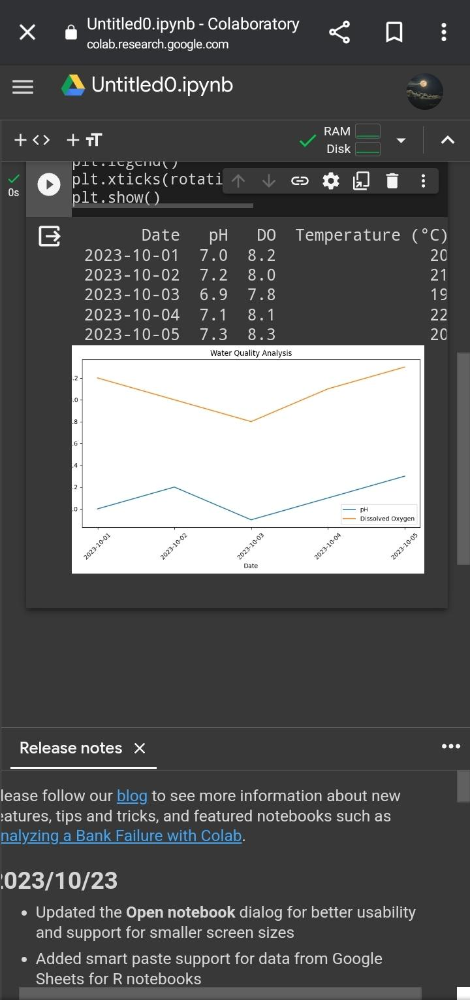 Untitled0.ipynb - Colaboratory
colab.research.google.com
Untitled0.ipynb
+ <> + TT
RAM
Disk
plt.legend()
0s
plt.xticks(rotati
plt.show()
Date pH DO Temperature (°C)
2023-10-01 7.0 8.2 20
2023-10-02 7.2 8.0 21
2023-10-03 6.9 7.8 19
2023-10-04 7.1 8.1 22
2023-10-05 7.3 8.3 20
Water Quality Analysis
.2
.0
.8
.6
.4
.2
.0
pH
Dissolved Oxygen
2023-10-01 2023-10-02 2023-10-03 2023-10-04 2023-10-05
Date
Release notes
lease follow our blog to see more information about new
eatures, tips and tricks, and featured notebooks such as
nalyzing a Bank Failure with Colab.
2023/10/23
• Updated the Open notebook dialog for better usability
and support for smaller screen sizes
• Added smart paste support for data from Google
Sheets for R notebooks